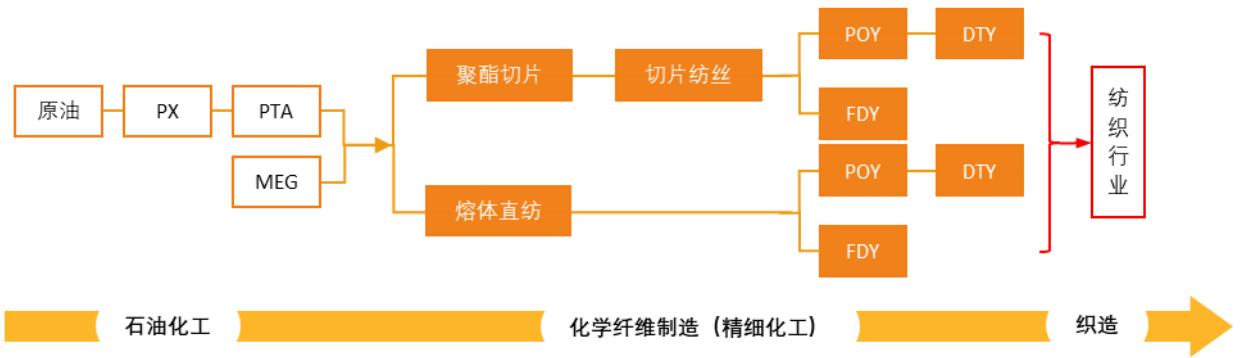 原油
PX
PTA
MEG
聚酯切片
切片纺丝
POY
DTY
FDY
熔体直纺
POY
DTY
FDY
纺
织
行
业
石油化工
化学纤维制造（精细化工）
织造